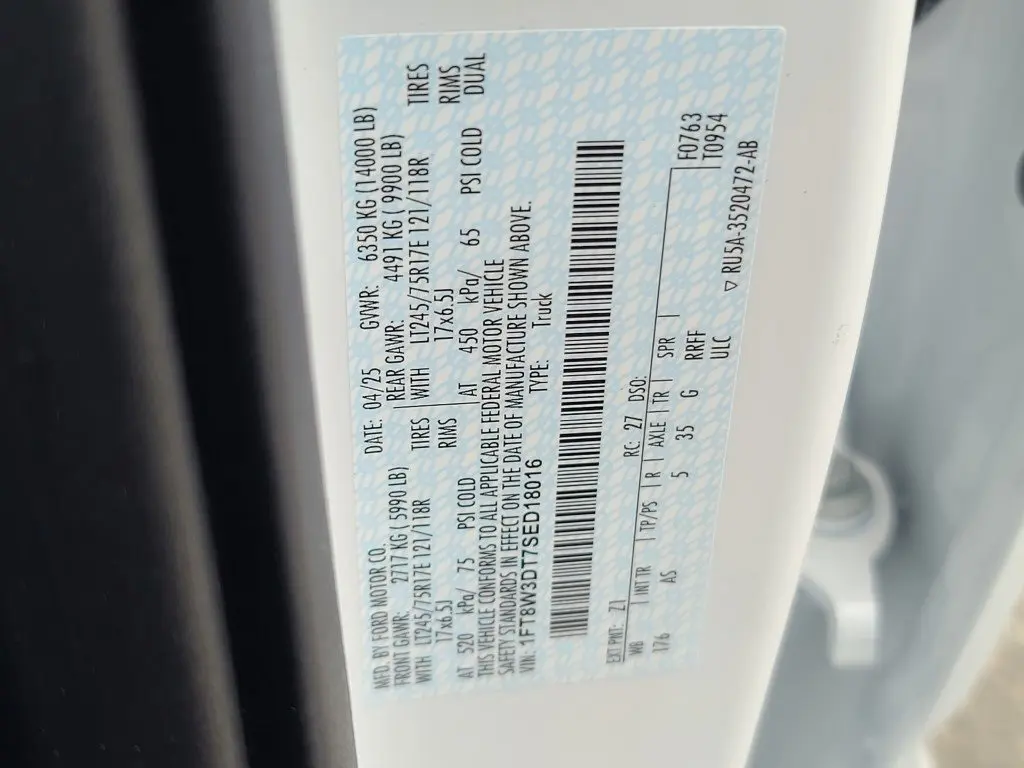 MFD. BY FORD MOTOR CO. DATE: 04/25 GVWR: 6350 KG (14000 LB)
FRONT GAWR: 2717 KG ( 5990 LB) REAR GAWR: 4491 KG ( 9900 LB)
WITH LT245/75R17E 121/118R TIRES WITH LT245/75R17E 121/118R TIRES
17x6.5J RIMS 17x6.5J RIMS
AT 520 kPa/ 75 PSI COLD AT 450 kPa/ 65 PSI COLD DUAL
THIS VEHICLE CONFORMS TO ALL APPLICABLE FEDERAL MOTOR VEHICLE
SAFETY STANDARDS IN EFFECT ON THE DATE OF MANUFACTURE SHOWN ABOVE.
VIN: 1FT8W3DT7SED18016 TYPE: Truck
EXT PNT: Z1 RC: 27 DSO: F0763
WB INT TR TP/PS R AXLE TR SPR T0954
176 AS 5 35 G RRFF
ULC ▽ RU5A-3520472-AB